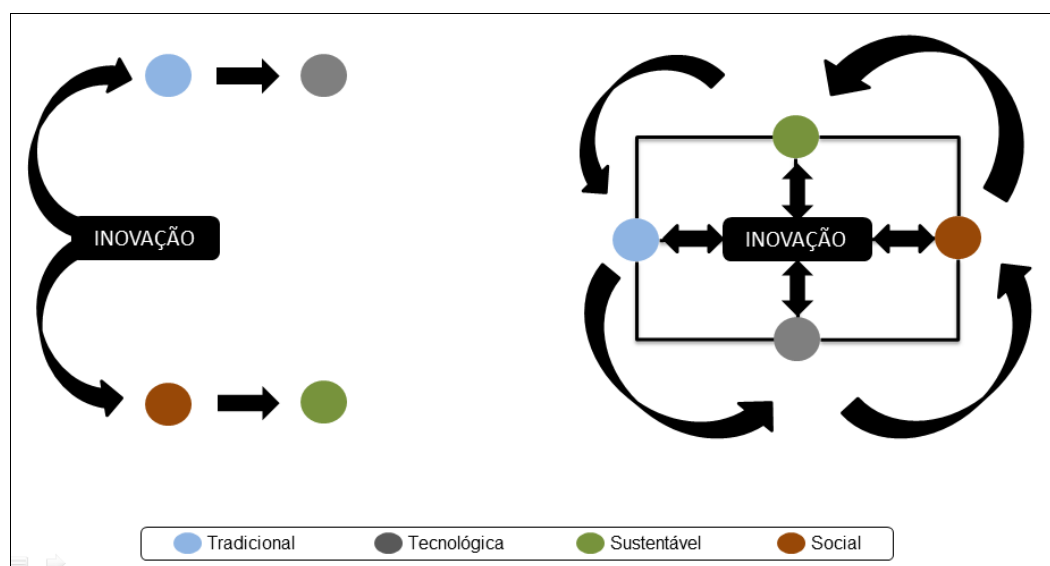 INOVAÇÃO
INOVAÇÃO
Tradicional
Tecnológica
Sustentável
Social